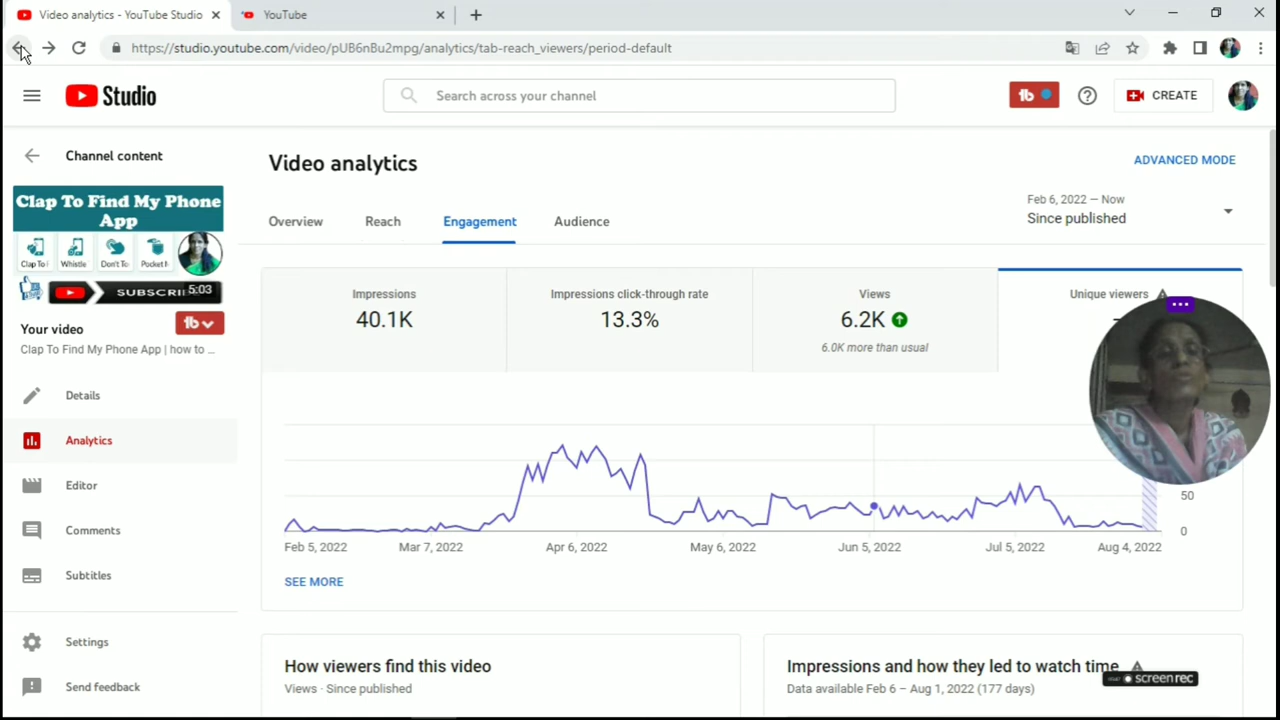 Video analytics - YouTube Studio
YouTube
https://studio.youtube.com/video/pUB6nBu2mpg/analytics/tab-reach_viewers/period-default
Studio
Search across your channel
CREATE
Channel content
Video analytics
ADVANCED MODE
Clap To Find My Phone
App
Feb 6, 2022 – Now
Since published
Overview
Reach
Engagement
Audience
Clap To
Whistle
Don't To
Pocket
SUBSCRI
5:03
Your video
Clap To Find My Phone App | how to ...
Impressions
40.1K
Impressions click-through rate
13.3%
Views
6.2K
6.0K more than usual
Unique viewers
Details
Analytics
Editor
Comments
Subtitles
Settings
Send feedback
50
0
Feb 5, 2022
Mar 7, 2022
Apr 6, 2022
May 6, 2022
Jun 5, 2022
Jul 5, 2022
Aug 4, 2022
SEE MORE
How viewers find this video
Views · Since published
Impressions and how they led to watch time
Data available Feb 6 – Aug 1, 2022 (177 days)
screenrec